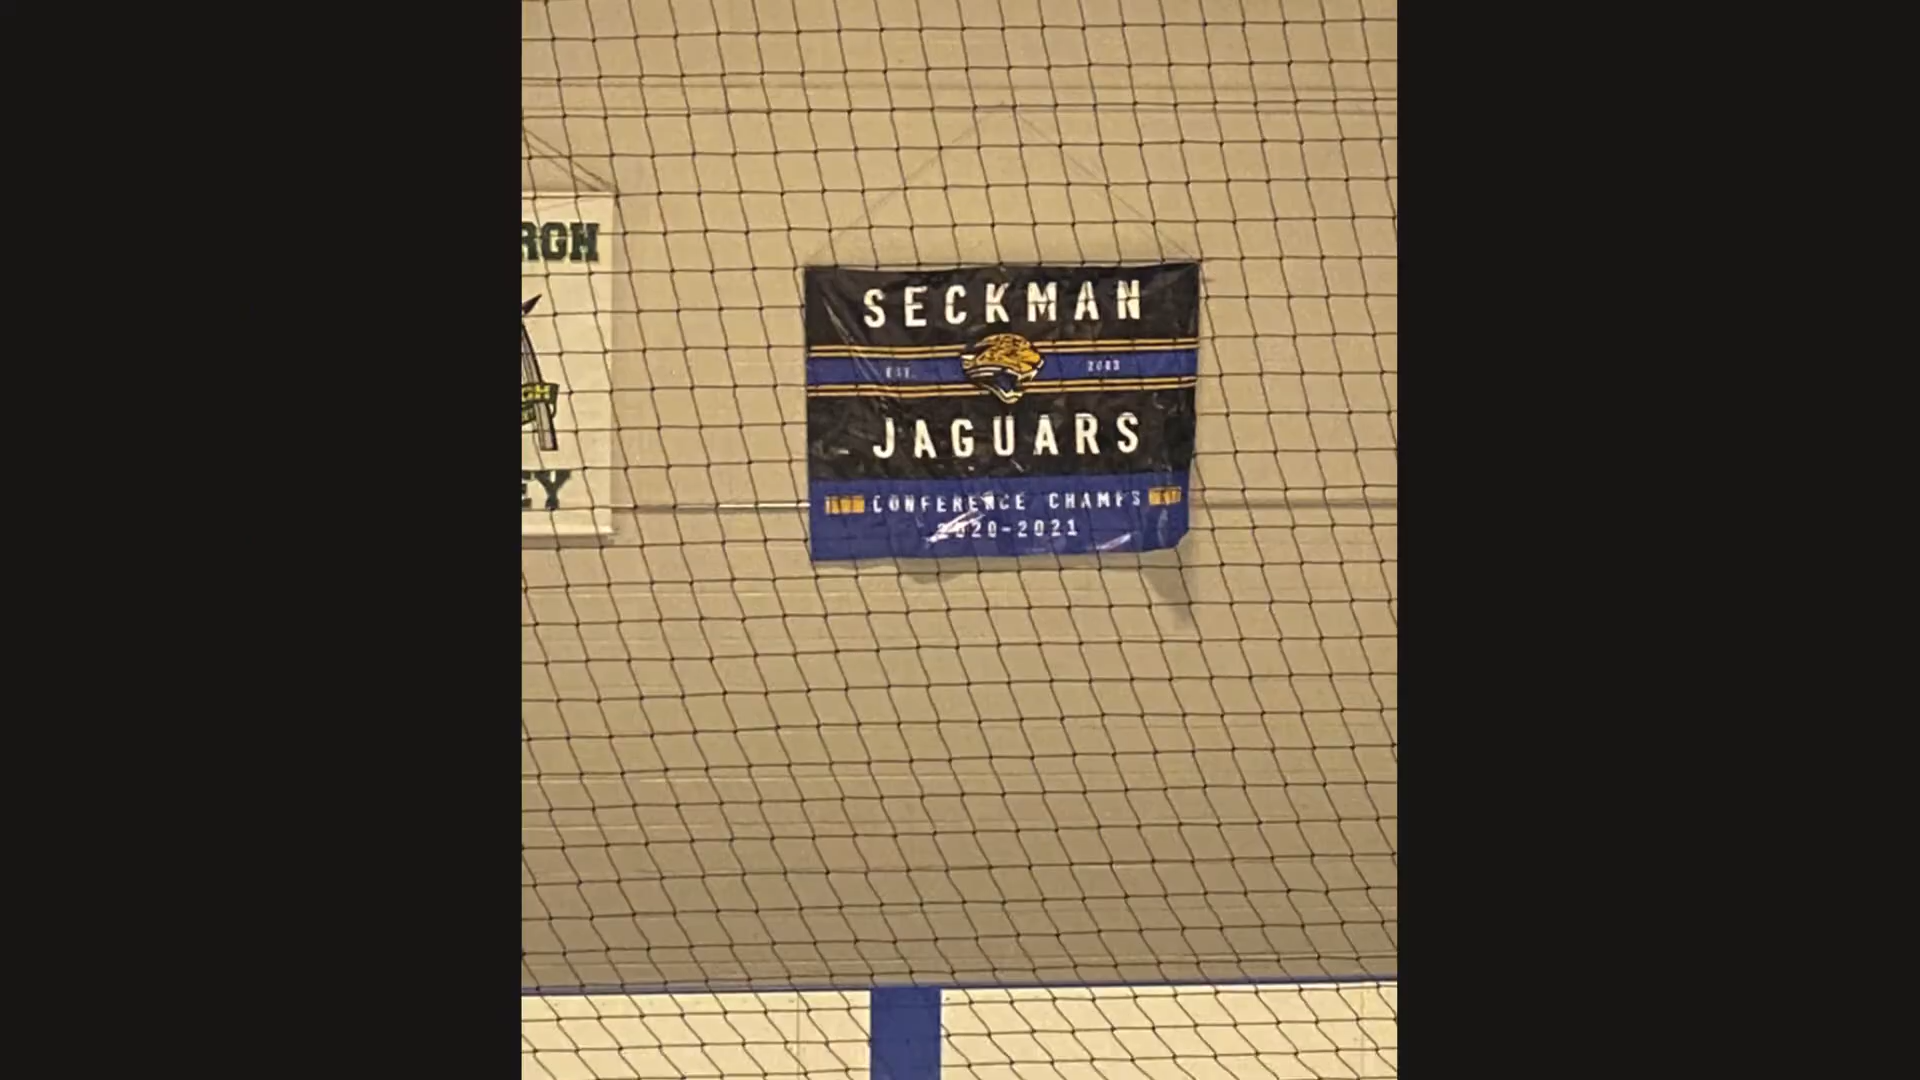 RGH
EY
SECKMAN
EST. 2003
JAGUARS
CONFERENCE CHAMPS
2020-2021